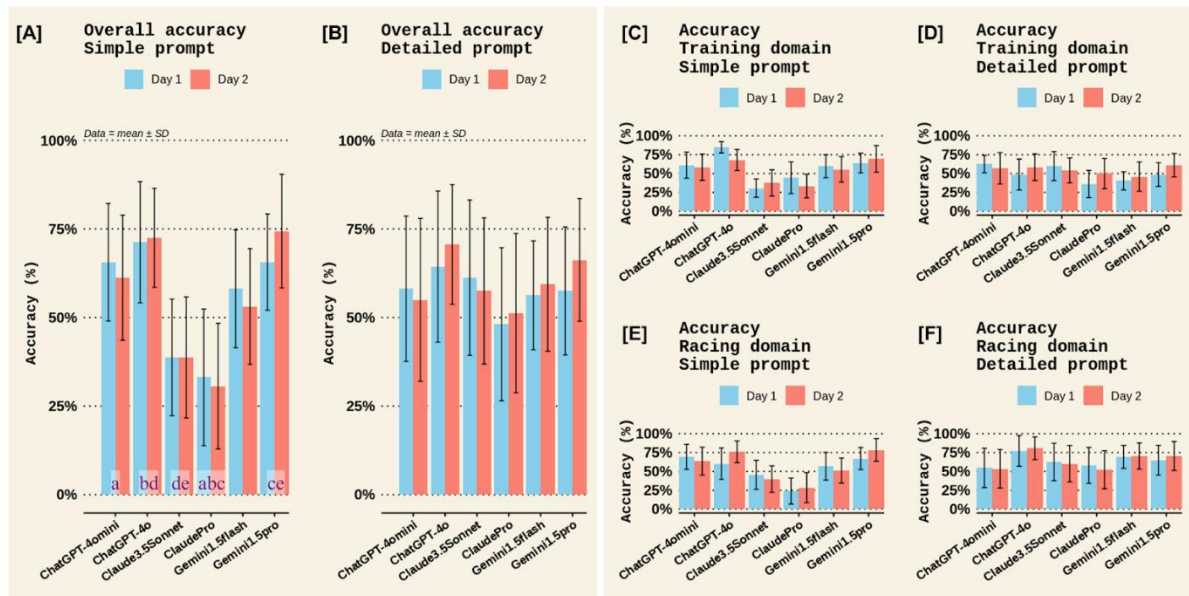 [A] Overall accuracy
Simple prompt
Day 1 Day 2
Data = mean ± SD
100%
75%
50%
25%
0%
Accuracy (%)
a bd de abc ce
ChatGPT-4omini
ChatGPT-4o
Claude3.5Sonnet
ClaudePro
Gemini1.5flash
Gemini1.5pro
[B] Overall accuracy
Detailed prompt
Day 1 Day 2
Data = mean ± SD
100%
75%
50%
25%
0%
Accuracy (%)
ChatGPT-4omini
ChatGPT-4o
Claude3.5Sonnet
ClaudePro
Gemini1.5flash
Gemini1.5pro
[C] Accuracy
Training domain
Simple prompt
Day 1 Day 2
100%
75%
50%
25%
0%
Accuracy (%)
ChatGPT-4omini
ChatGPT-4o
Claude3.5Sonnet
ClaudePro
Gemini1.5flash
Gemini1.5pro
[D] Accuracy
Training domain
Detailed prompt
Day 1 Day 2
100%
75%
50%
25%
0%
Accuracy (%)
ChatGPT-4omini
ChatGPT-4o
Claude3.5Sonnet
ClaudePro
Gemini1.5flash
Gemini1.5pro
[E] Accuracy
Racing domain
Simple prompt
Day 1 Day 2
100%
75%
50%
25%
0%
Accuracy (%)
ChatGPT-4omini
ChatGPT-4o
Claude3.5Sonnet
ClaudePro
Gemini1.5flash
Gemini1.5pro
[F] Accuracy
Racing domain
Detailed prompt
Day 1 Day 2
100%
75%
50%
25%
0%
Accuracy (%)
ChatGPT-4omini
ChatGPT-4o
Claude3.5Sonnet
ClaudePro
Gemini1.5flash
Gemini1.5pro